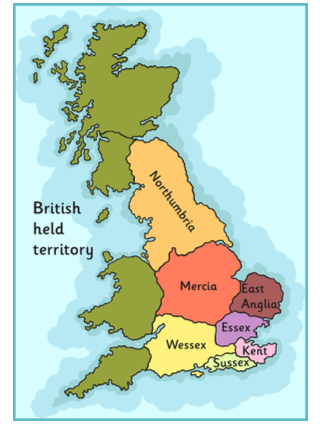 Northumbria
British
held
territory
Mercia
East
Anglia
Essex
Wessex
Kent
Sussex